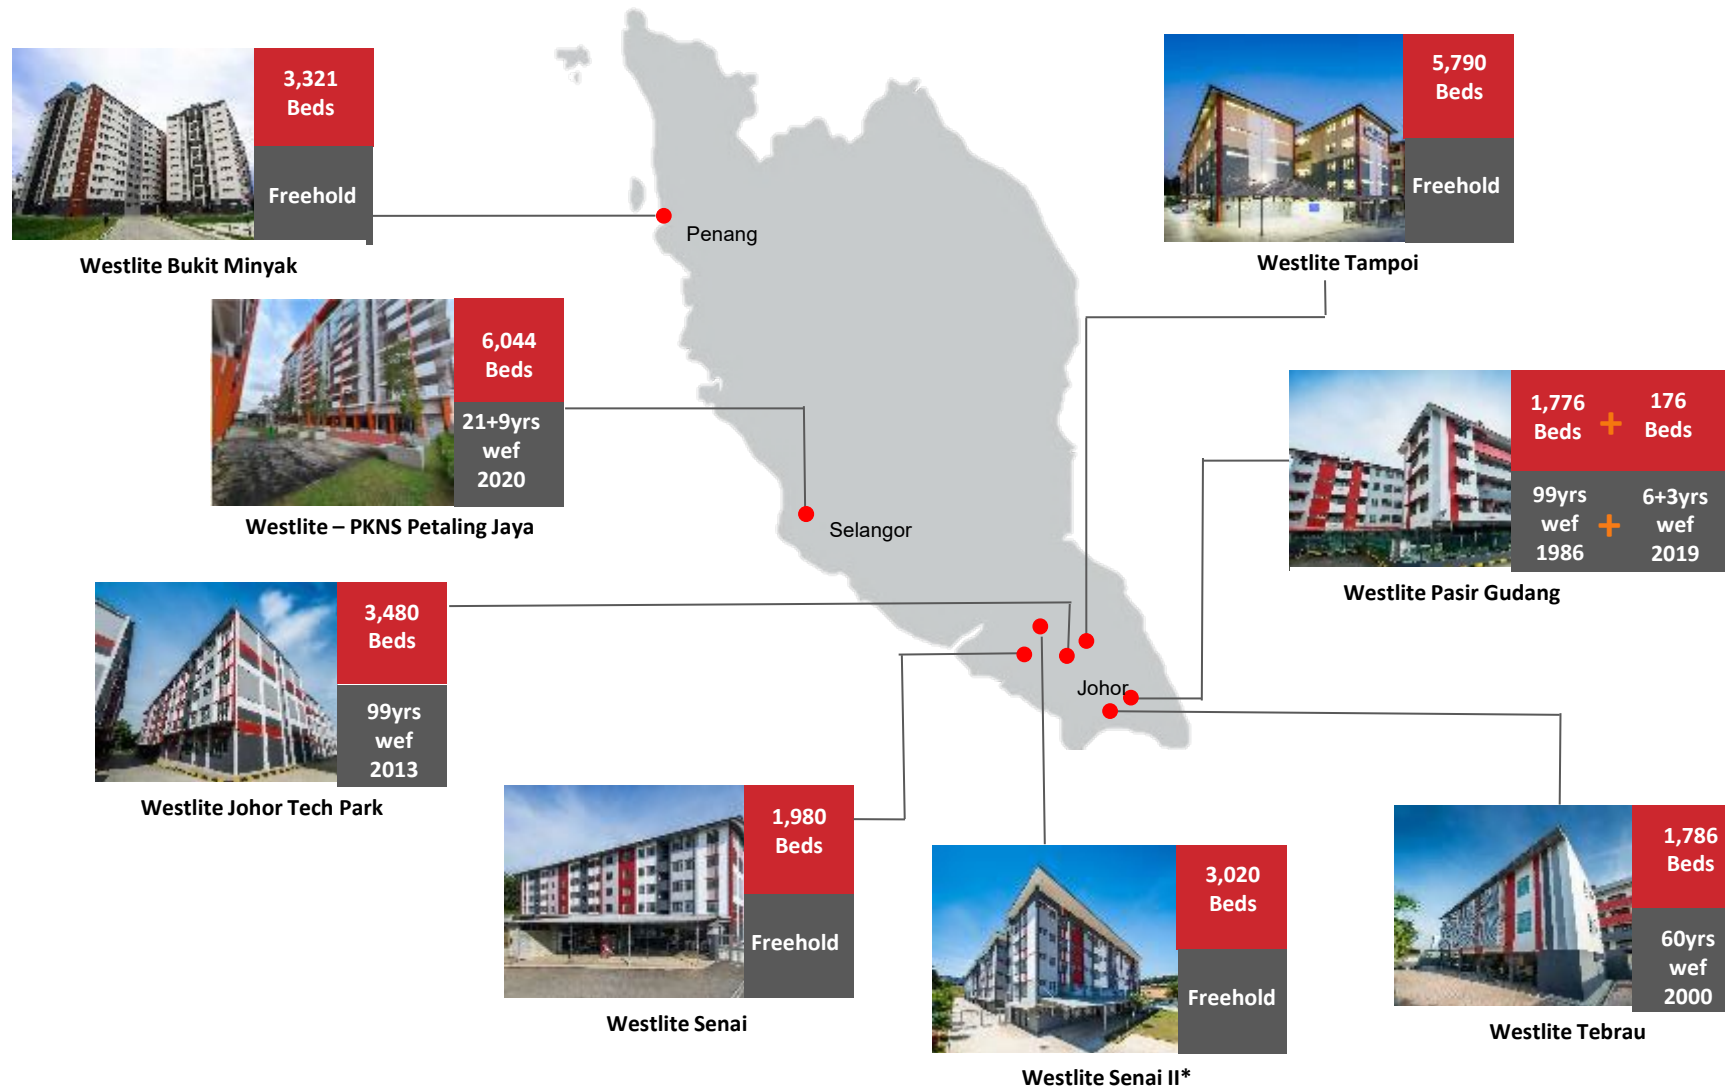 3,321
Beds
Freehold
Westlite Bukit Minyak
Penang
5,790
Beds
Freehold
Westlite Tampoi
6,044
Beds
21+9yrs
wef
2020
Westlite – PKNS Petaling Jaya
Selangor
1,776
Beds
+
176
Beds
99yrs
wef
1986
+
6+3yrs
wef
2019
Westlite Pasir Gudang
3,480
Beds
99yrs
wef
2013
Westlite Johor Tech Park
Johor
1,980
Beds
Freehold
Westlite Senai
3,020
Beds
Freehold
Westlite Senai II*
1,786
Beds
60yrs
wef
2000
Westlite Tebrau